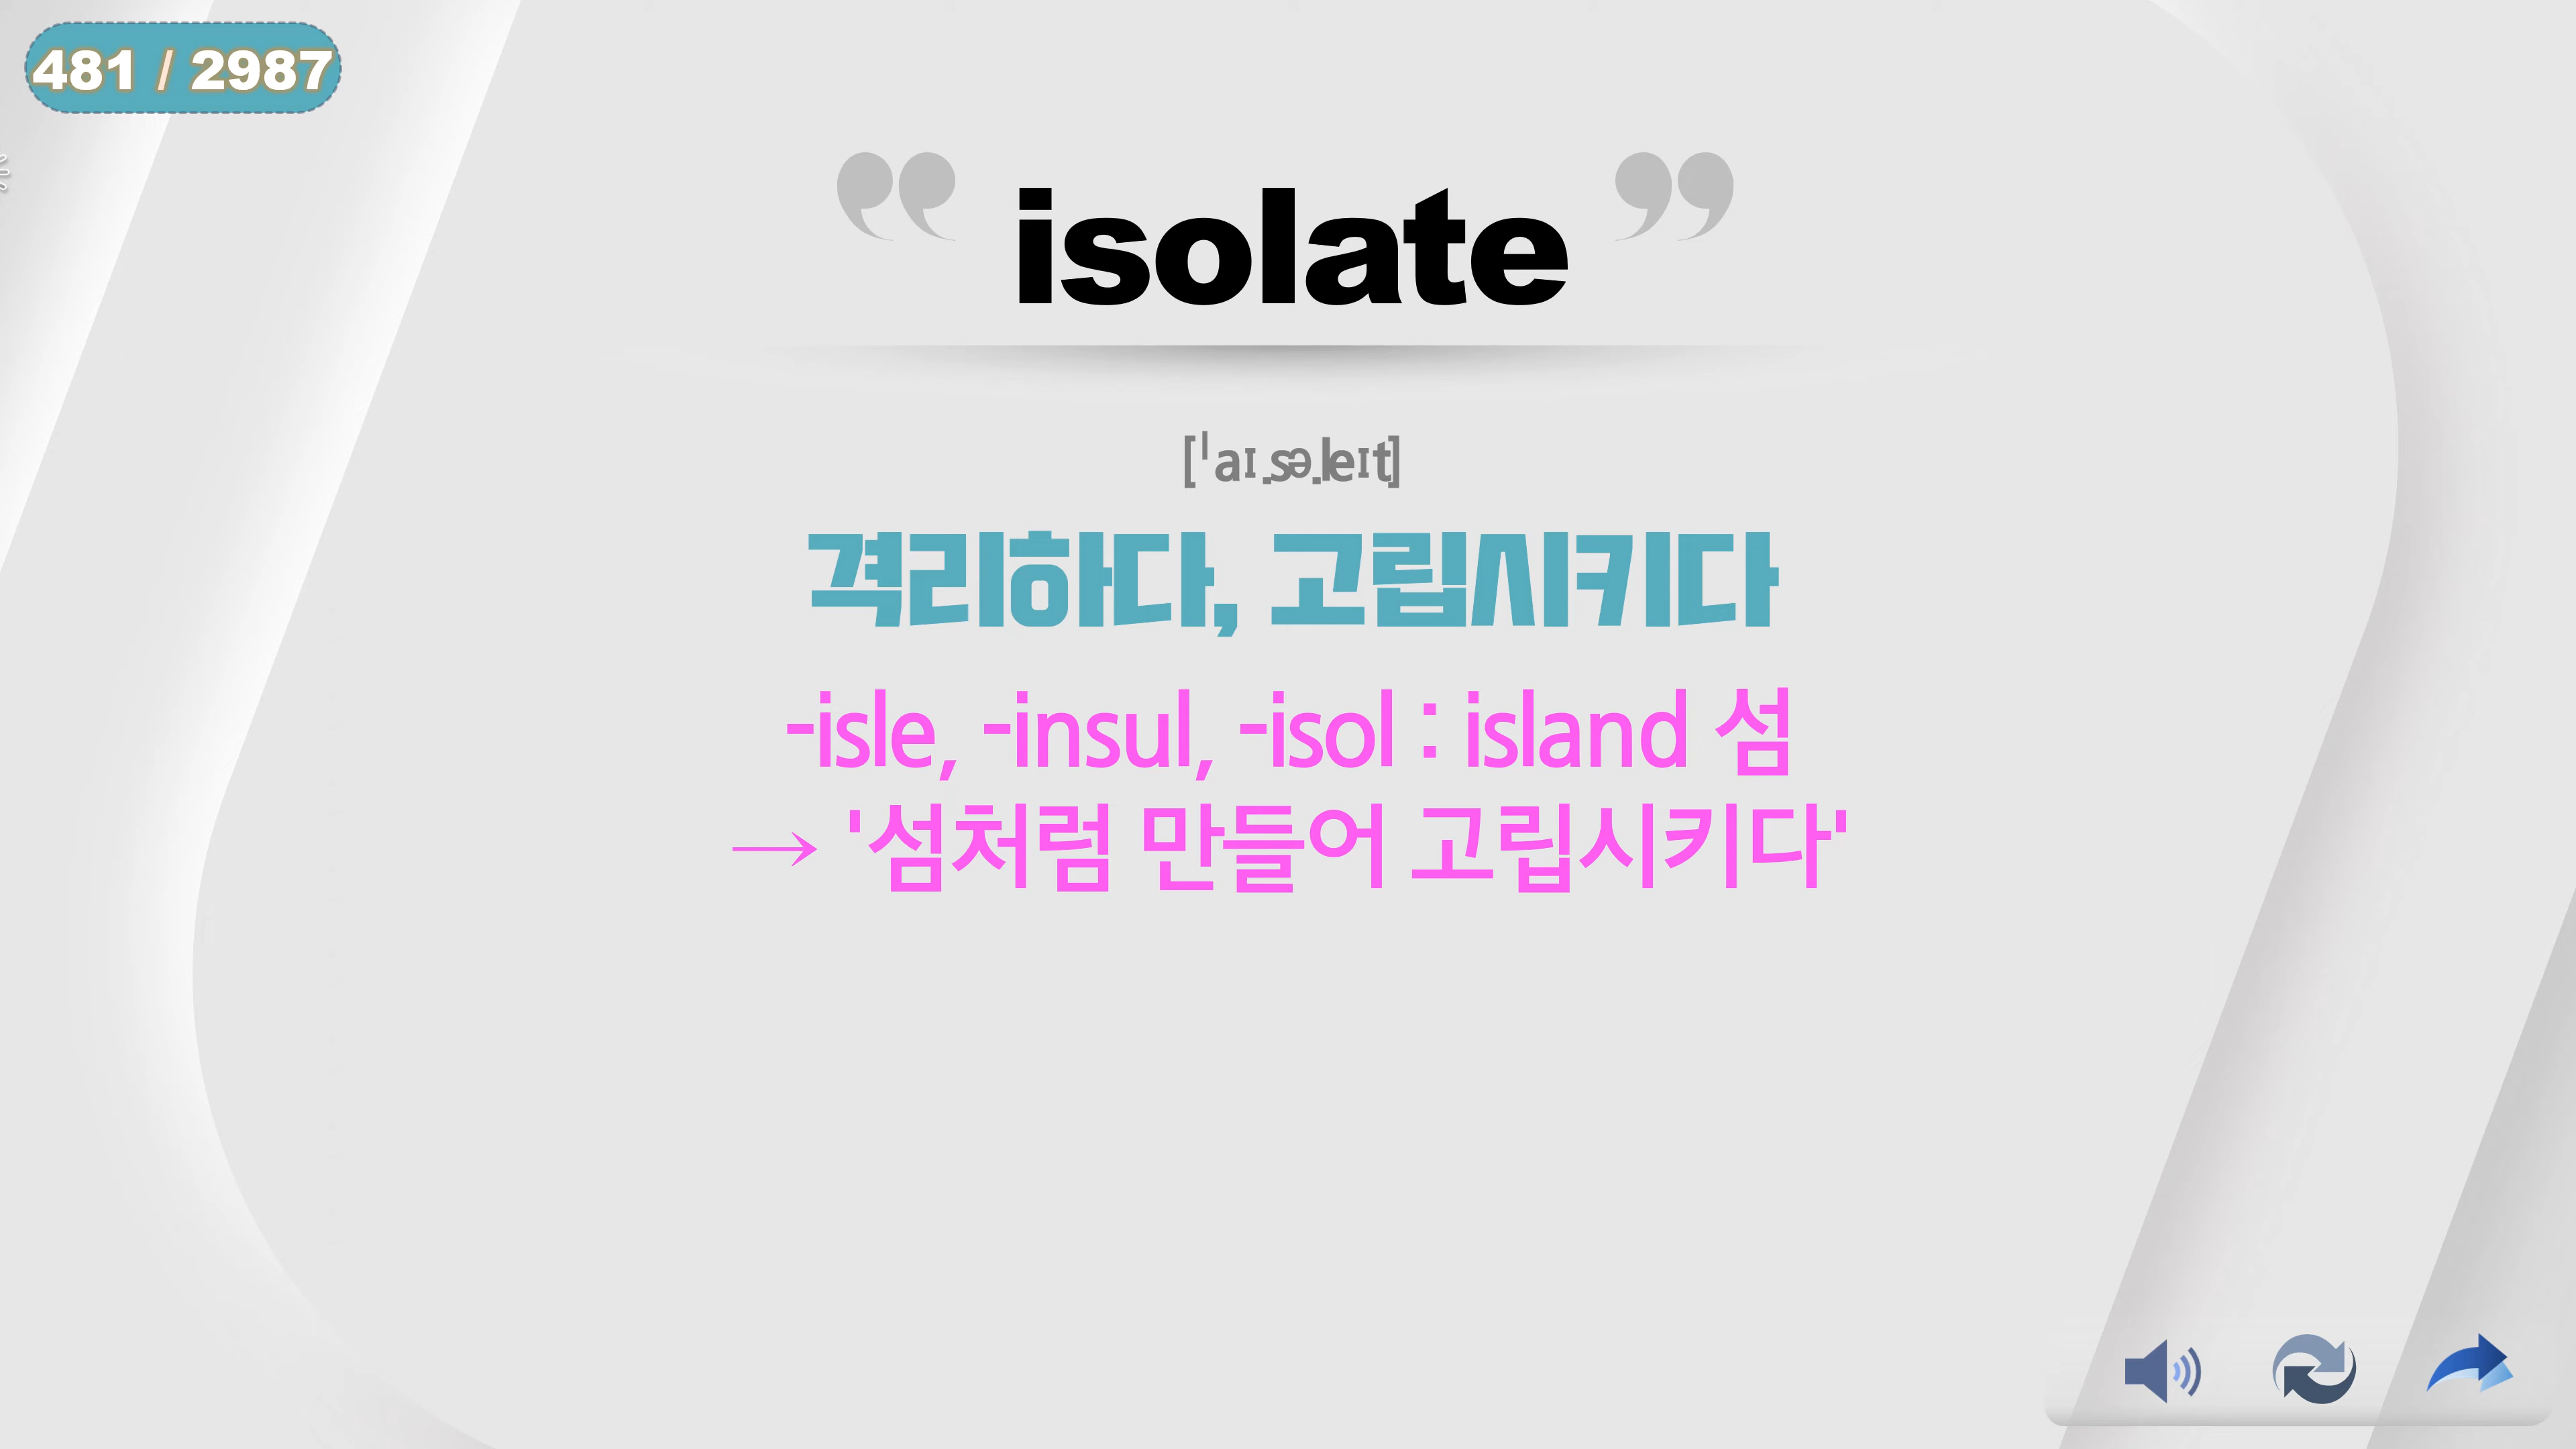 481 / 2987
“ isolate ”
[ˈaɪ.sə.leɪt]
격리하다, 고립시키다
-isle, -insul, -isol : island 섬
→ '섬처럼 만들어 고립시키다'